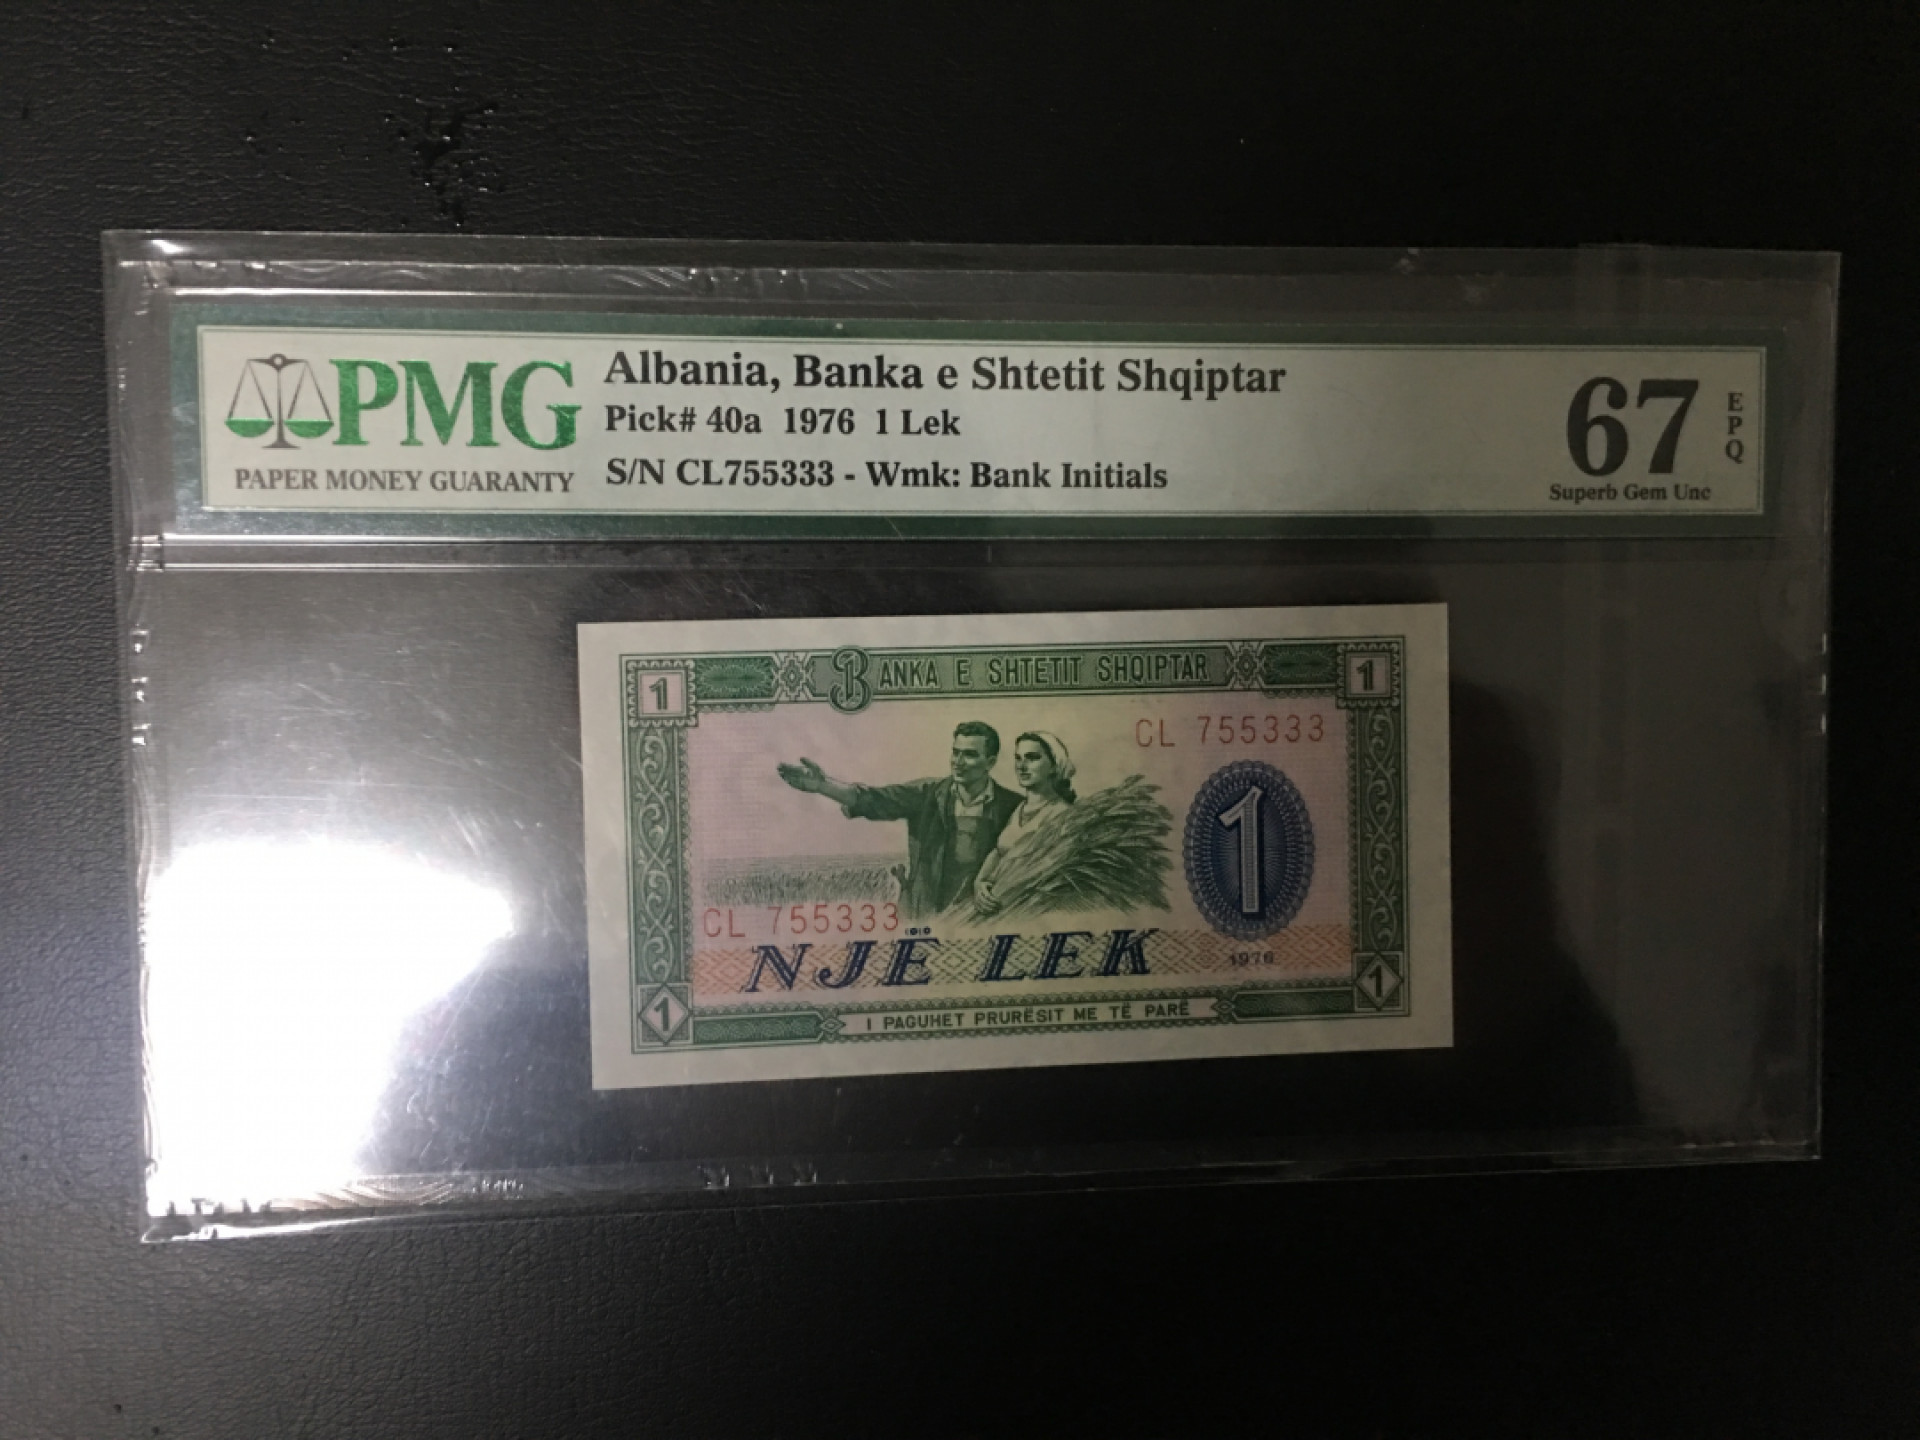 PMG
PAPER MONEY GUARANTY
Albania, Banka e Shtetit Shqiptar
Pick# 40a 1976 1 Lek
S/N CL755333 - Wmk: Bank Initials
67
EPQ
Superb Gem Unc
1 BANKA E SHTETIT SHQIPTAR 1
CL 755333
1
CL 755333
NJË LEK
1976
1 I PAGUHET PRURËSIT ME TË PARË 1